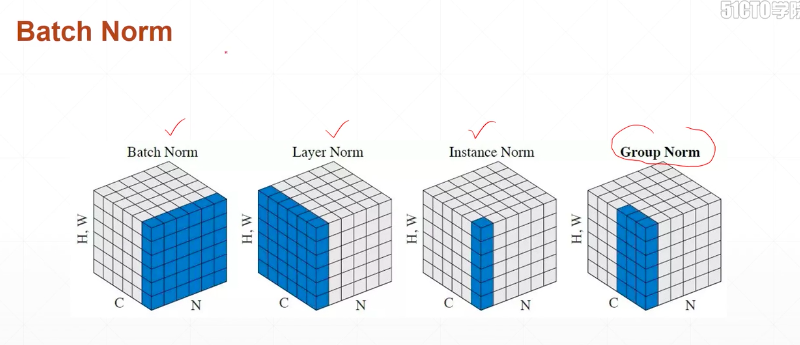 51CTO学院
Batch Norm
Batch Norm
Layer Norm
Instance Norm
Group Norm
H, W
C
N
H, W
C
N
H, W
C
N
H, W
C
N